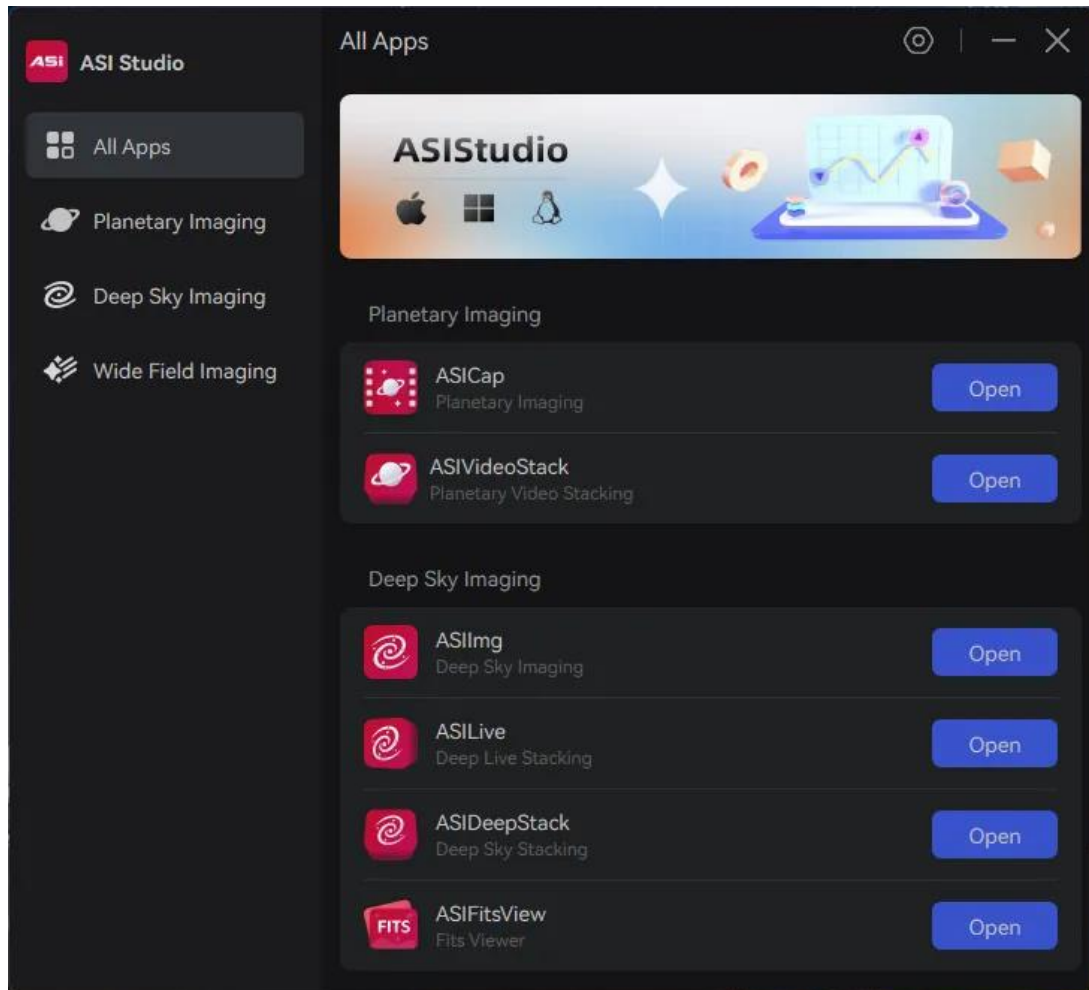 ASi ASI Studio
All Apps
Planetary Imaging
Deep Sky Imaging
Wide Field Imaging
All Apps
ASIStudio
Planetary Imaging
ASICap
Planetary Imaging
Open
ASIVideoStack
Planetary Video Stacking
Open
Deep Sky Imaging
ASIImg
Deep Sky Imaging
Open
ASILive
Deep Live Stacking
Open
ASIDeepStack
Deep Sky Stacking
Open
FITS
ASIFitsView
Fits Viewer
Open